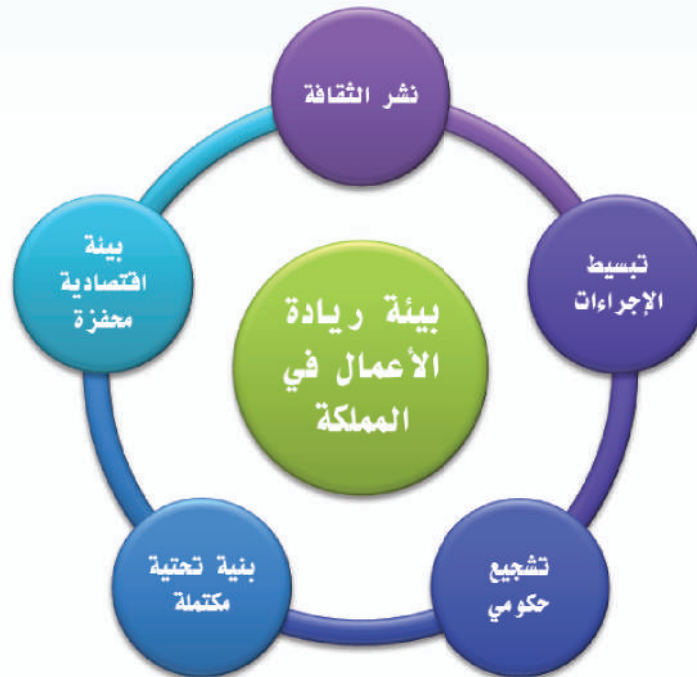 نشر الثقافة
تبسيط
الإجراءات
تشجيع
حكومي
بنية تحتية
مكتملة
بيئة
اقتصادية
محفزة
بيئة ريادة
الأعمال في
المملكة